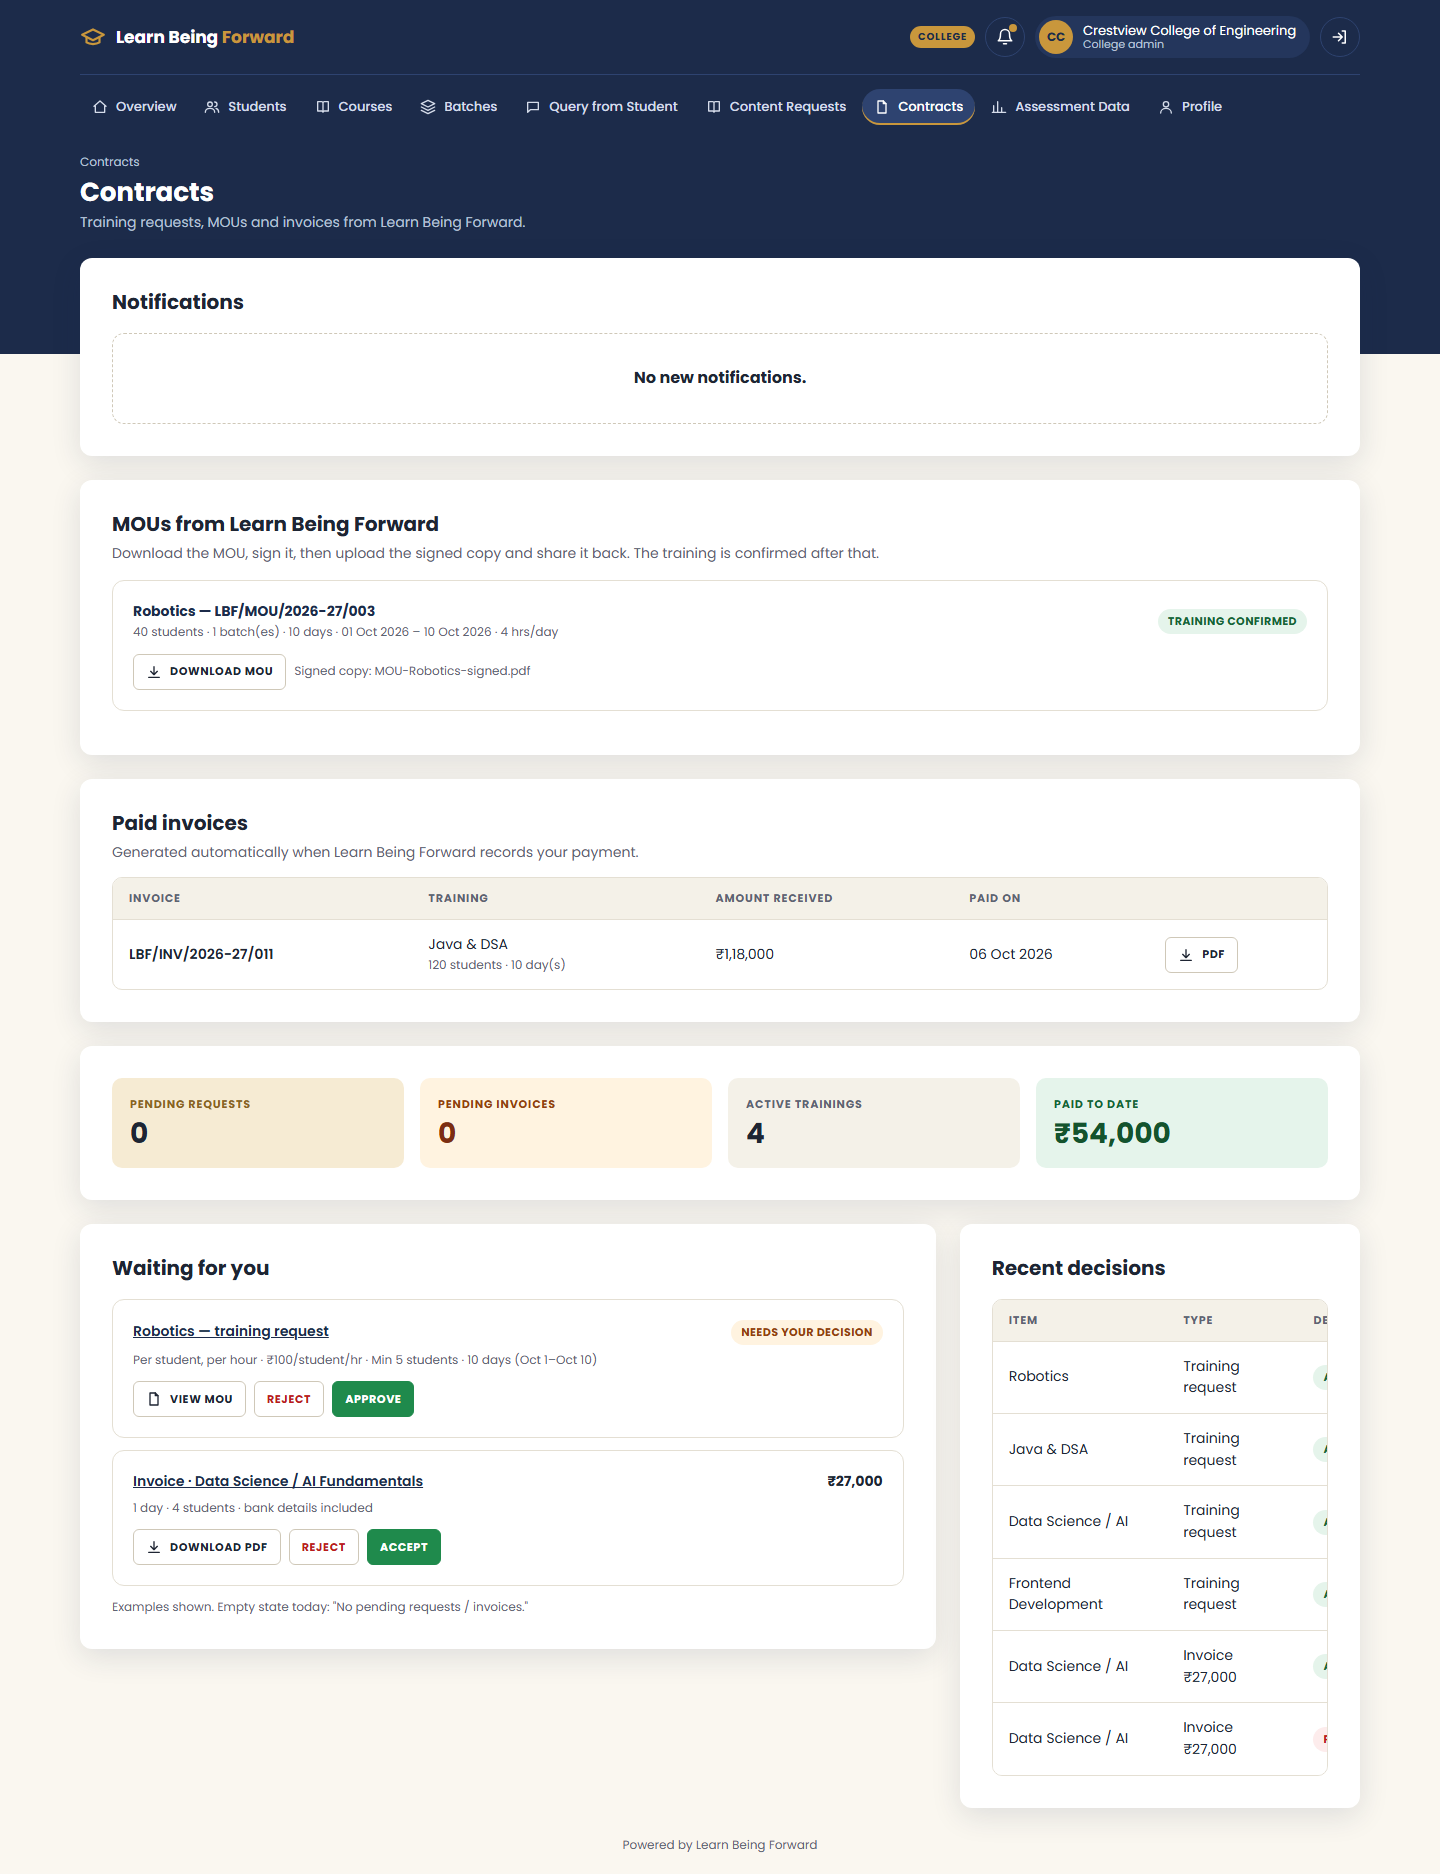 Learn Being Forward
COLLEGE
CC
Crestview College of Engineering
College admin
Overview
Students
Courses
Batches
Query from Student
Content Requests
Contracts
Assessment Data
Profile
Contracts
Contracts
Training requests, MOUs and invoices from Learn Being Forward.
Notifications
No new notifications.
MOUs from Learn Being Forward
Download the MOU, sign it, then upload the signed copy and share it back. The training is confirmed after that.
Robotics — LBF/MOU/2026-27/003
40 students · 1 batch(es) · 10 days · 01 Oct 2026 – 10 Oct 2026 · 4 hrs/day
TRAINING CONFIRMED
DOWNLOAD MOU
Signed copy: MOU-Robotics-signed.pdf
Paid invoices
Generated automatically when Learn Being Forward records your payment.
INVOICE
TRAINING
AMOUNT RECEIVED
PAID ON
LBF/INV/2026-27/011
Java & DSA
120 students · 10 day(s)
₹1,18,000
06 Oct 2026
PDF
PENDING REQUESTS
0
PENDING INVOICES
0
ACTIVE TRAININGS
4
PAID TO DATE
₹54,000
Waiting for you
Robotics — training request
NEEDS YOUR DECISION
Per student, per hour · ₹100/student/hr · Min 5 students · 10 days (Oct 1–Oct 10)
VIEW MOU
REJECT
APPROVE
Invoice · Data Science / AI Fundamentals
₹27,000
1 day · 4 students · bank details included
DOWNLOAD PDF
REJECT
ACCEPT
Examples shown. Empty state today: "No pending requests / invoices."
Recent decisions
ITEM
TYPE
Robotics
Training
request
Java & DSA
Training
request
Data Science / AI
Training
request
Frontend
Development
Training
request
Data Science / AI
Invoice
₹27,000
Data Science / AI
Invoice
₹27,000
Powered by Learn Being Forward